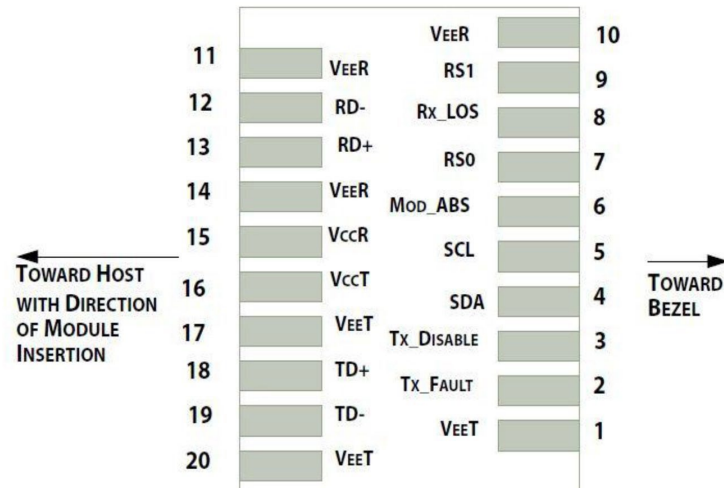 11 VEER
12 RD-
13 RD+
14 VEER
15 VCCR
16 VCCT
17 VEET
18 TD+
19 TD-
20 VEET
VEER 10
RS1 9
RX_LOS 8
RS0 7
MOD_ABS 6
SCL 5
SDA 4
TX_DISABLE 3
TX_FAULT 2
VEET 1
TOWARD HOST
WITH DIRECTION
OF MODULE
INSERTION
TOWARD
BEZEL